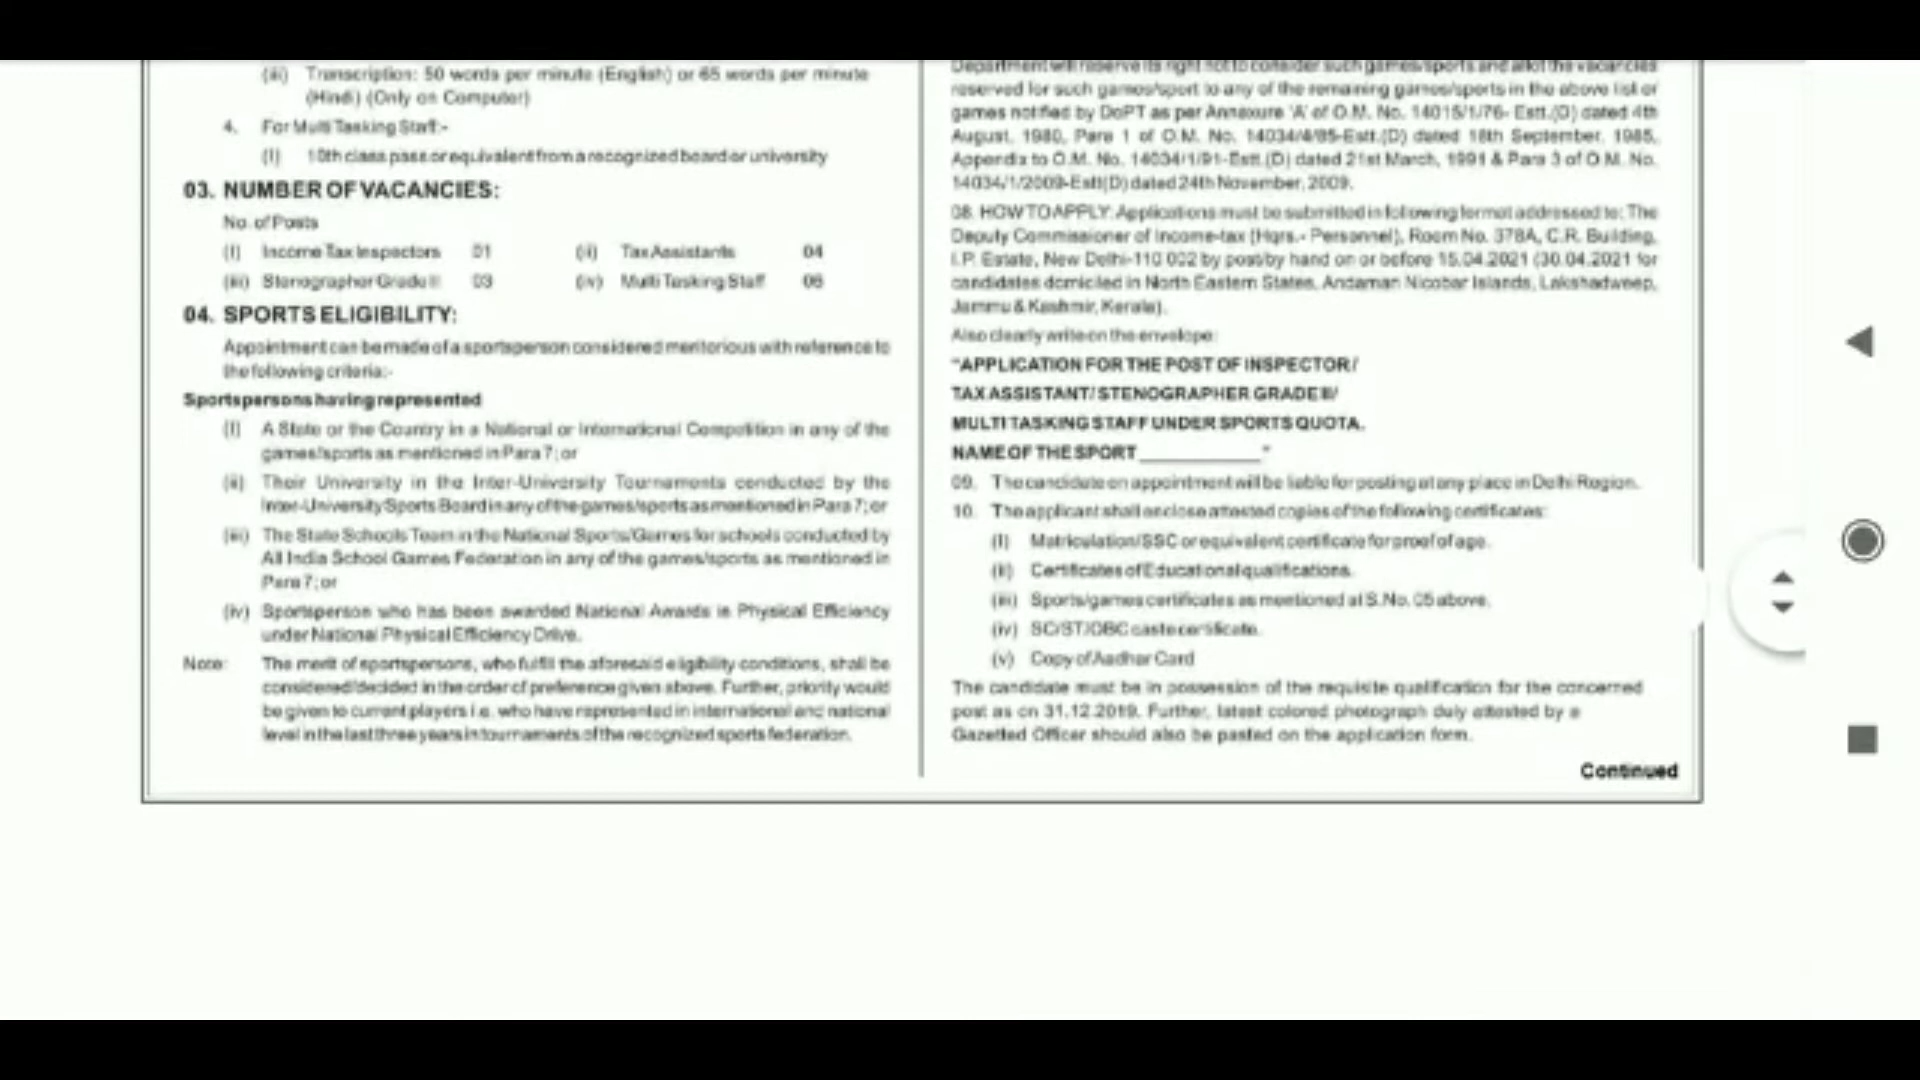 (iii) Transcription: 50 words per minute (English) or 65 words per minute
(Hindi) (Only on Computer)
4. For Multi Tasking Staff:-
(I) 10th class pass or equivalent from a recognized board or university
03. NUMBER OF VACANCIES:
No. of Posts
(I) Income Tax Inspectors 01 (ii) Tax Assistants 04
(iii) Stenographer Grade II 03 (iv) Multi Tasking Staff 06
04. SPORTS ELIGIBILITY:
Appointment can be made of a sportsperson considered meritorious with reference to
the following criteria:-
Sportspersons having represented
(I) A State or the Country in a National or International Competition in any of the
games/sports as mentioned in Para 7; or
(ii) Their University in the Inter-University Tournaments conducted by the
Inter-University Sports Board in any of the games/sports as mentioned in Para 7; or
(iii) The State Schools Team in the National Sports/Games for schools conducted by
All India School Games Federation in any of the games/sports as mentioned in
Para 7; or
(iv) Sportsperson who has been awarded National Awards in Physical Efficiency
under National Physical Efficiency Drive.
Note: The merit of sportspersons, who fulfill the aforesaid eligibility conditions, shall be
considered/decided in the order of preference given above. Further, priority would
be given to current players i.e. who have represented in international and national
level in the last three years in tournaments of the recognized sports federation.
Department will reserve its right not to consider such games/sports and allot the vacancies
reserved for such games/sport to any of the remaining games/sports in the above list or
games notified by DoPT as per Annexure 'A' of O.M. No. 14015/1/76- Estt.(D) dated 4th
August, 1980, Para 1 of O.M. No. 14034/4/85-Estt.(D) dated 18th September, 1985,
Appendix to O.M. No. 14034/1/91-Estt.(D) dated 21st March, 1991 & Para 3 of O.M. No.
14034/1/2009-Estt(D) dated 24th November, 2009.
08. HOW TO APPLY: Applications must be submitted in following format addressed to: The
Deputy Commissioner of Income-tax (Hqrs.- Personnel), Room No. 378A, C.R. Building,
I.P. Estate, New Delhi-110 002 by post/by hand on or before 15.04.2021 (30.04.2021 for
candidates domiciled in North Eastern States, Andaman Nicobar Islands, Lakshadweep,
Jammu & Kashmir, Kerala).
Also clearly write on the envelope:
"APPLICATION FOR THE POST OF INSPECTOR/
TAX ASSISTANT/ STENOGRAPHER GRADE II/
MULTI TASKING STAFF UNDER SPORTS QUOTA.
NAME OF THE SPORT ____________"
09. The candidate on appointment will be liable for posting at any place in Delhi Region.
10. The applicant shall enclose attested copies of the following certificates:
(I) Matriculation/SSC or equivalent certificate for proof of age.
(ii) Certificates of Educational qualifications.
(iii) Sports/games certificates as mentioned at S.No. 05 above.
(iv) SC/ST/OBC caste certificate.
(v) Copy of Aadhar Card
The candidate must be in possession of the requisite qualification for the concerned
post as on 31.12.2019. Further, latest colored photograph duly attested by a
Gazetted Officer should also be pasted on the application form.
Continued